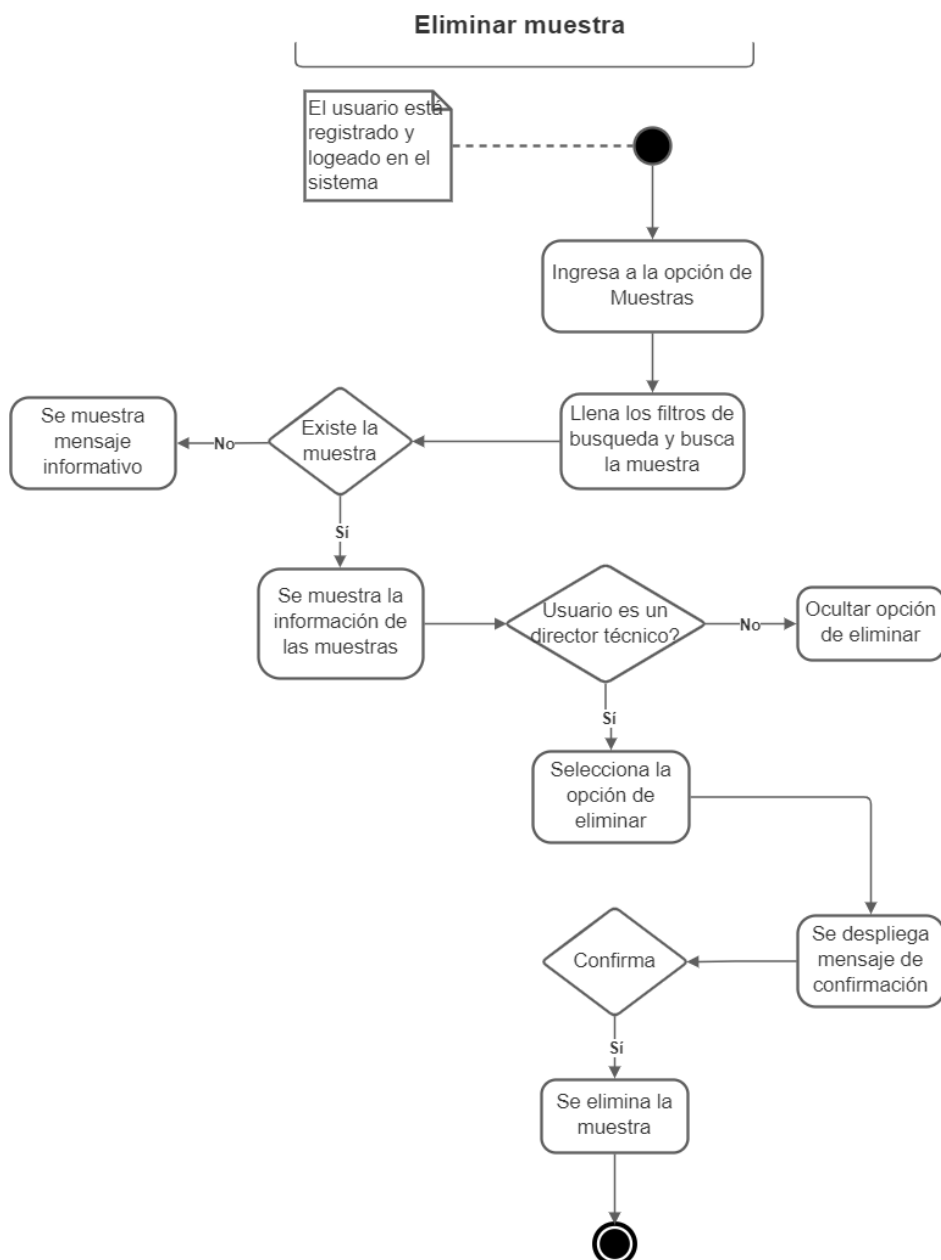 Eliminar muestra
El usuario está
registrado y
logeado en el
sistema
Ingresa a la opción de
Muestras
Llena los filtros de
busqueda y busca
la muestra
Existe la
muestra
No
Se muestra
mensaje
informativo
Sí
Se muestra la
información de
las muestras
Usuario es un
director técnico?
No
Ocultar opción
de eliminar
Sí
Selecciona la
opción de
eliminar
Se despliega
mensaje de
confirmación
Confirma
Sí
Se elimina la
muestra